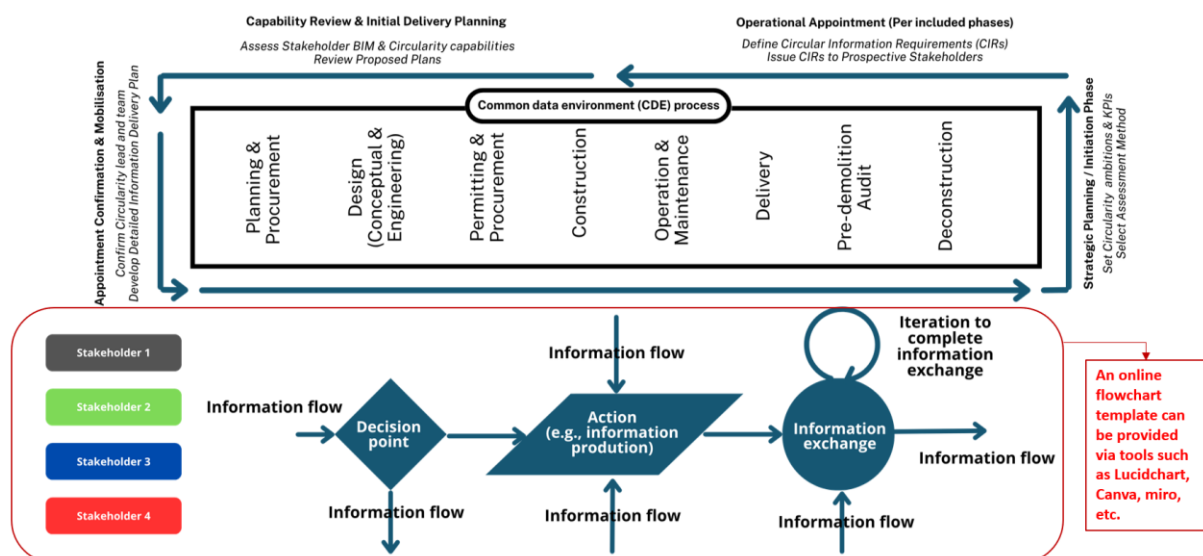 Capability Review & Initial Delivery Planning
Assess Stakeholder BIM & Circularity capabilities
Review Proposed Plans
Operational Appointment (Per included phases)
Define Circular Information Requirements (CIRs)
Issue CIRs to Prospective Stakeholders
Appointment Confirmation & Mobilisation
Confirm Circularity lead and team
Develop Detailed Information Delivery Plan
Common data environment (CDE) process
Planning &
Procurement
Design
(Conceptual &
Engineering)
Permitting &
Procurement
Construction
Operation &
Maintenance
Delivery
Pre-demolition
Audit
Deconstruction
Strategic Planning / Initiation Phase
Set Circularity ambitions & KPIs
Select Assessment Method
Stakeholder 1
Stakeholder 2
Stakeholder 3
Stakeholder 4
Information flow
Decision
point
Information flow
Information flow
Action
(e.g., information
prodution)
Information flow
Iteration to
complete
information
exchange
Information
exchange
Information flow
Information flow
An online
flowchart
template can
be provided
via tools such
as Lucidchart,
Canva, miro,
etc.